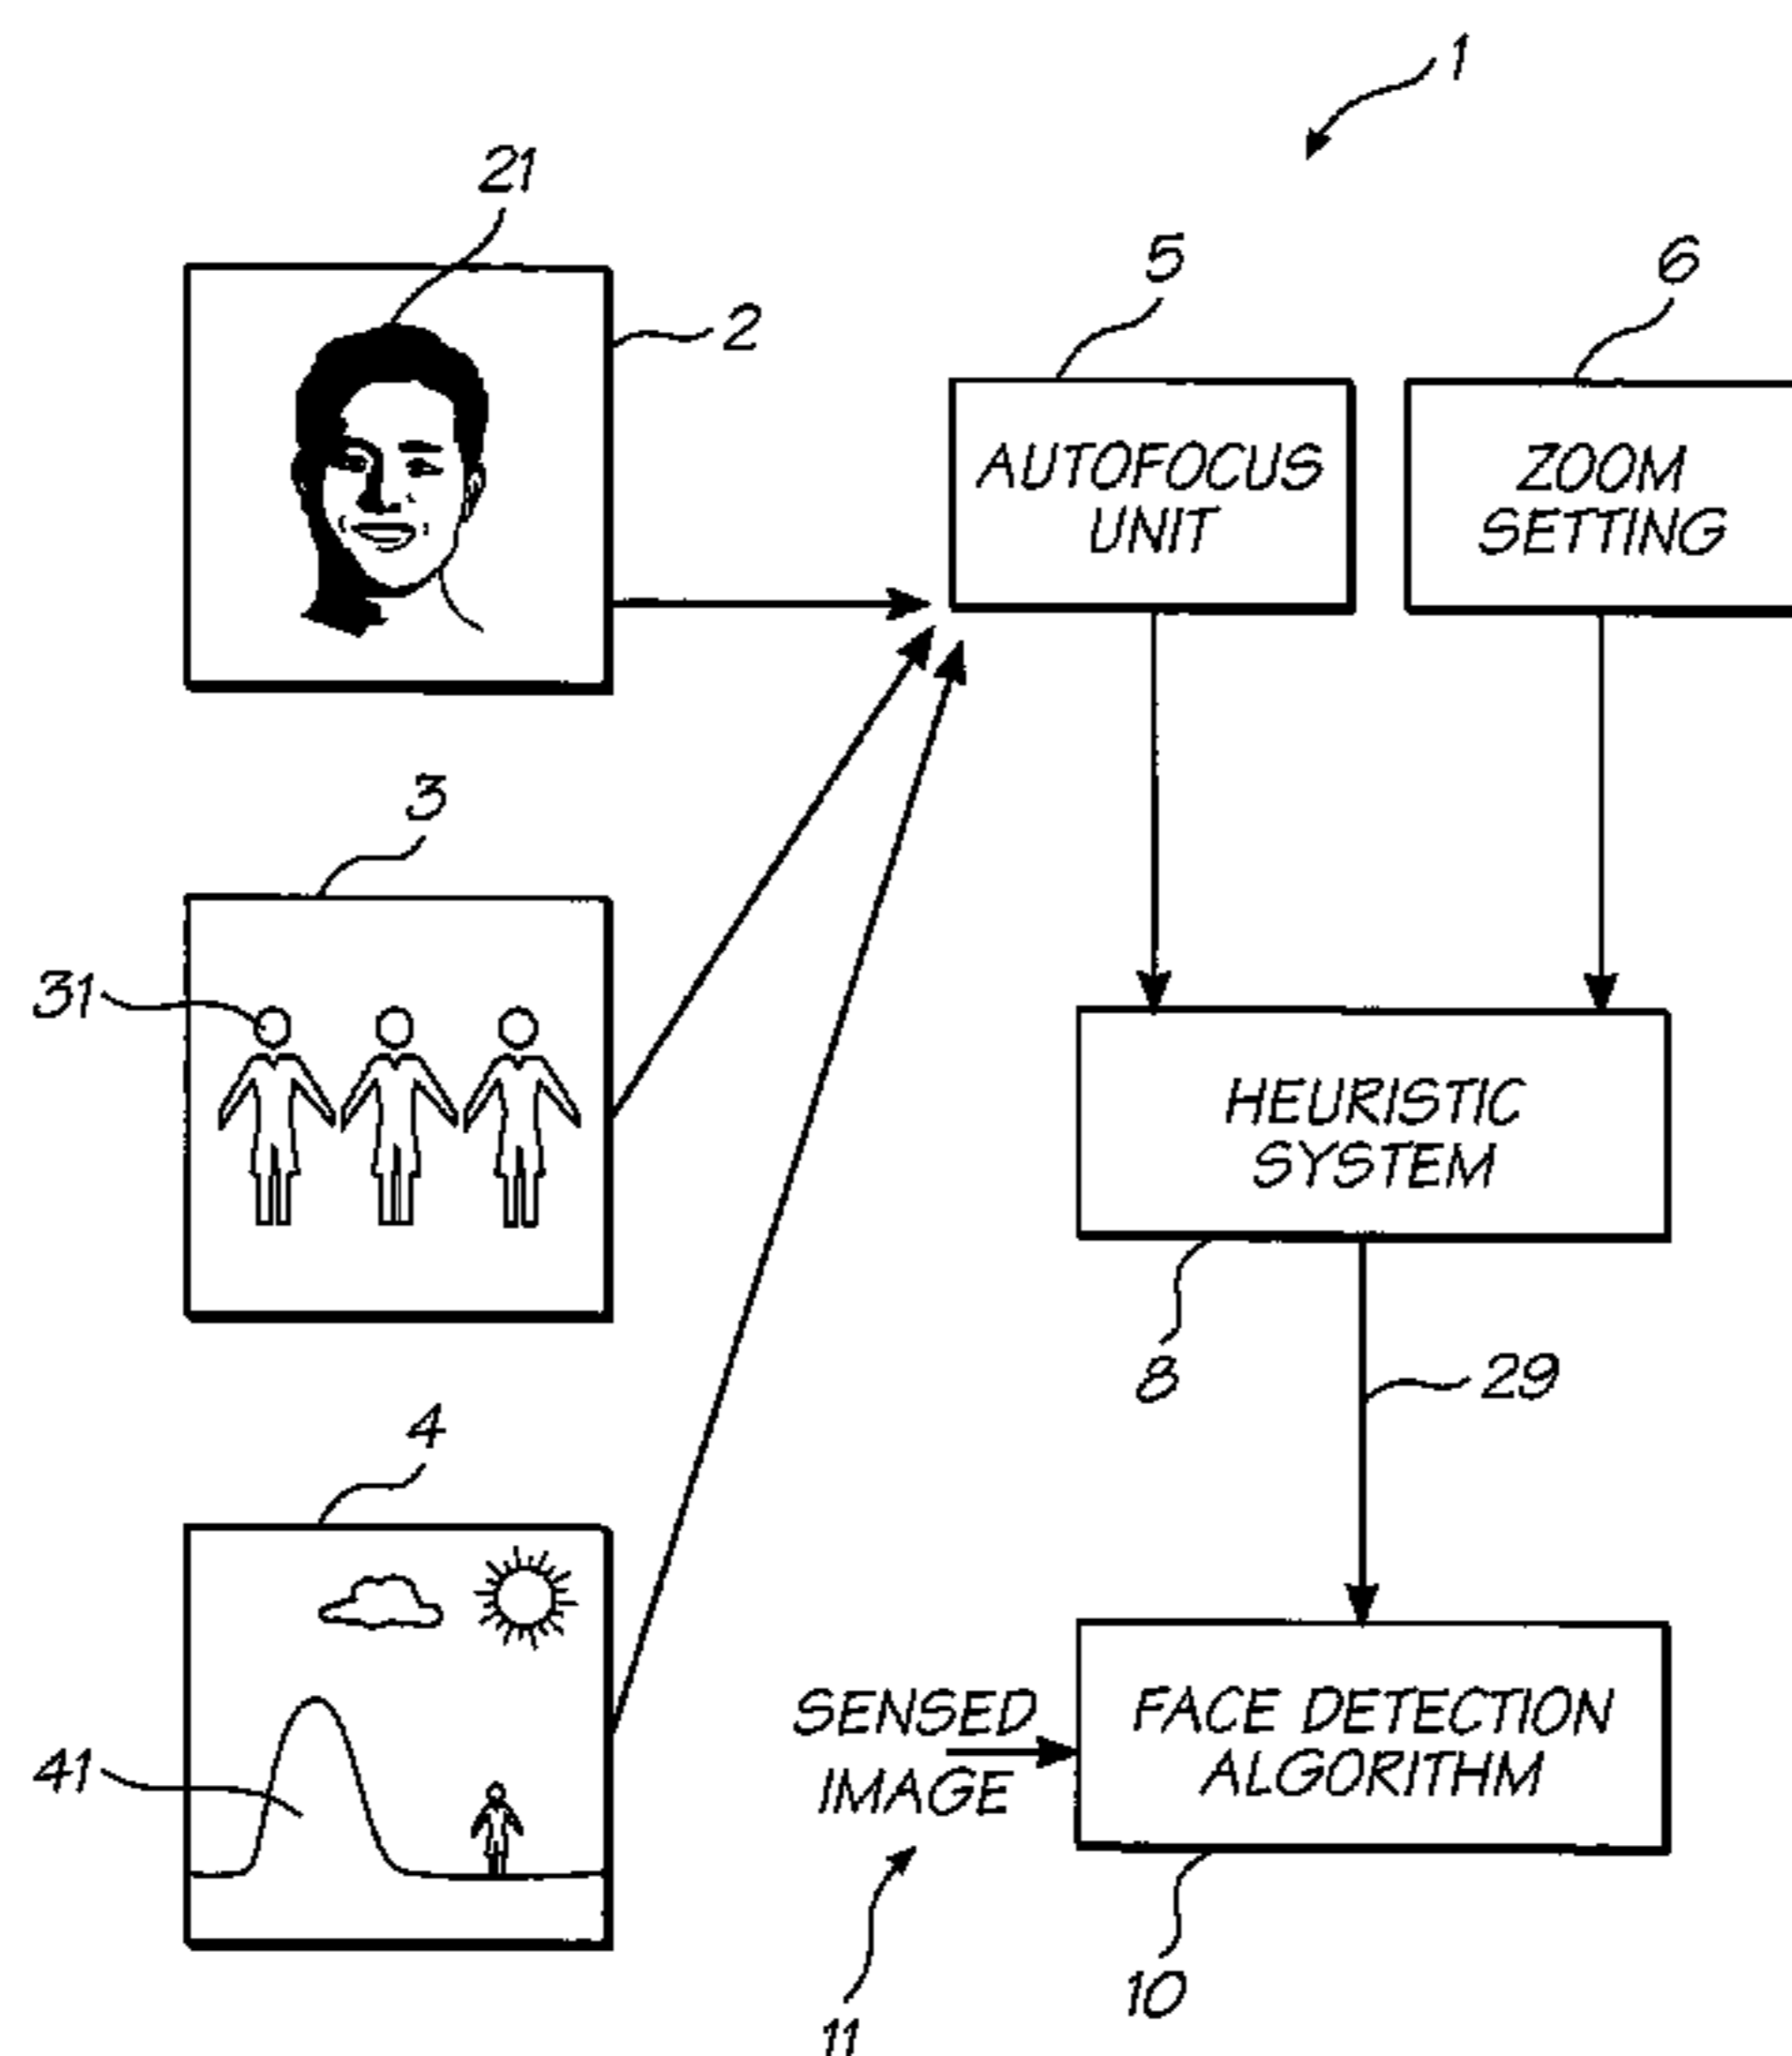 1
21
2
5
6
AUTOFOCUS
UNIT
ZOOM
SETTING
3
31
HEURISTIC
SYSTEM
8
29
4
41
SENSED
IMAGE
FACE DETECTION
ALGORITHM
10
11